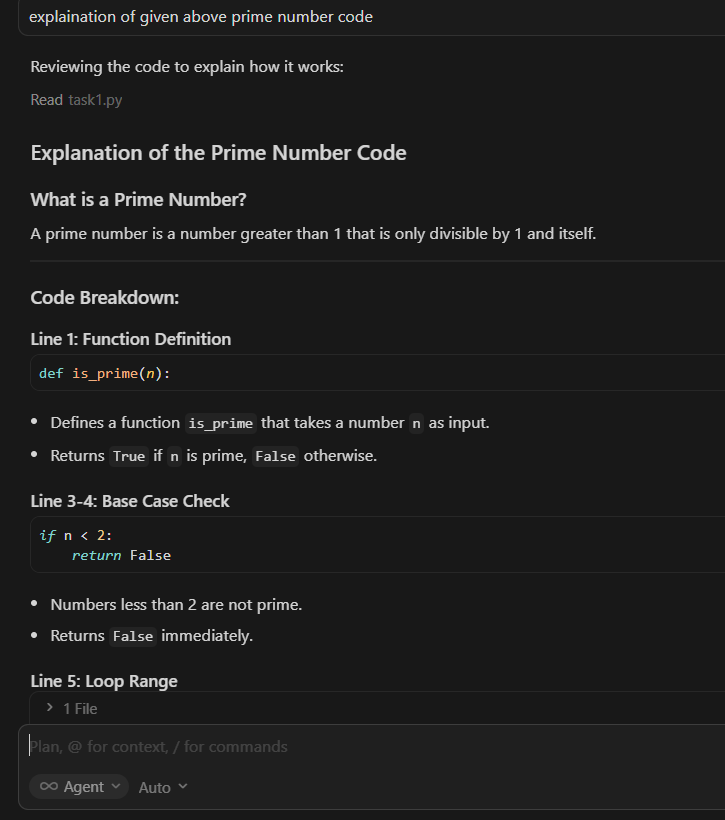 explaination of given above prime number code
Reviewing the code to explain how it works:
Read task1.py
Explanation of the Prime Number Code
What is a Prime Number?
A prime number is a number greater than 1 that is only divisible by 1 and itself.
Code Breakdown:
Line 1: Function Definition
def is_prime(n):
• Defines a function is_prime that takes a number n as input.
• Returns True if n is prime, False otherwise.
Line 3-4: Base Case Check
if n < 2:
    return False
• Numbers less than 2 are not prime.
• Returns False immediately.
Line 5: Loop Range
> 1 File
Plan, @ for context, / for commands
∞ Agent Auto